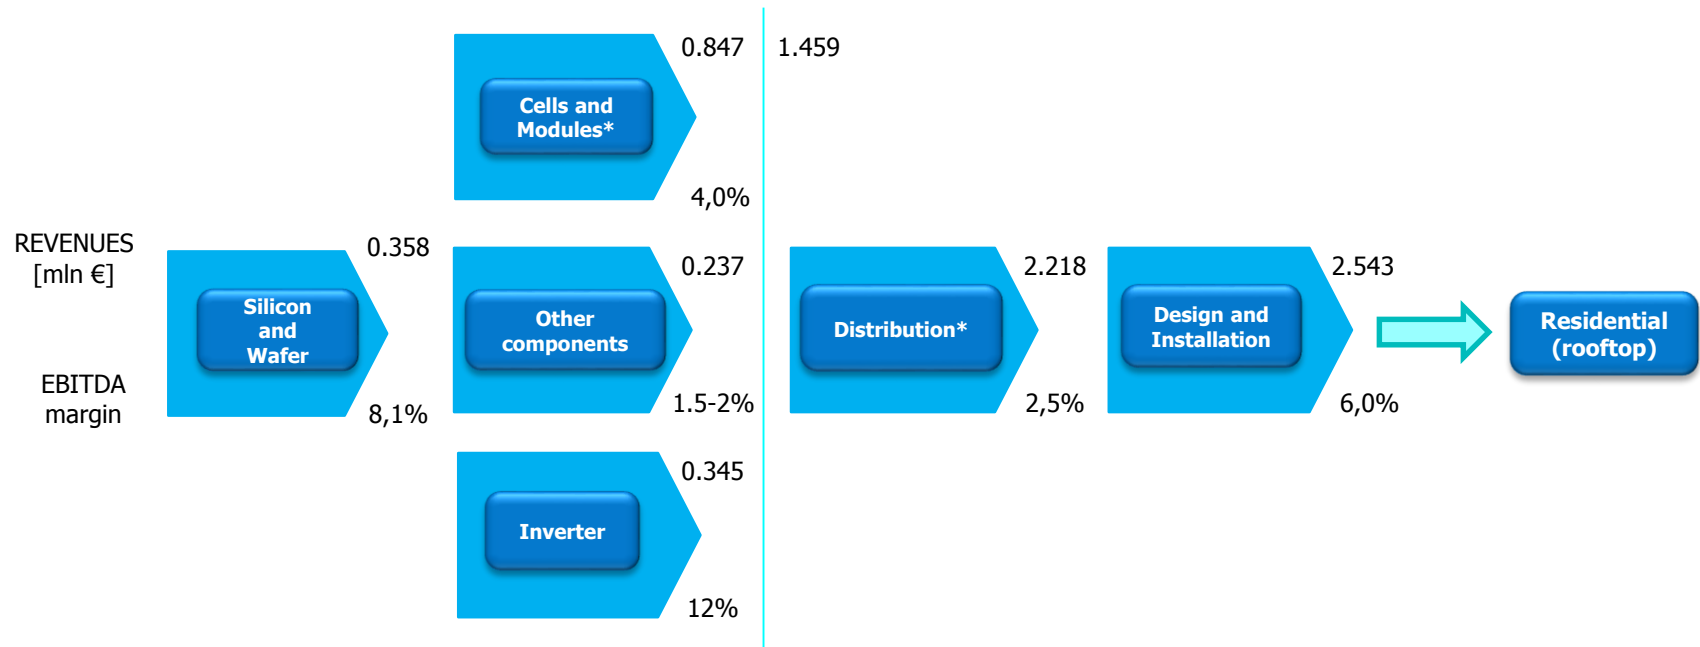 0.847
1.459
Cells and
Modules*
4,0%
REVENUES
[mln €]
0.358
0.237
2.218
2.543
Silicon
and
Wafer
Other
components
Distribution*
Design and
Installation
Residential
(rooftop)
EBITDA
margin
8,1%
1.5-2%
2,5%
6,0%
0.345
Inverter
12%